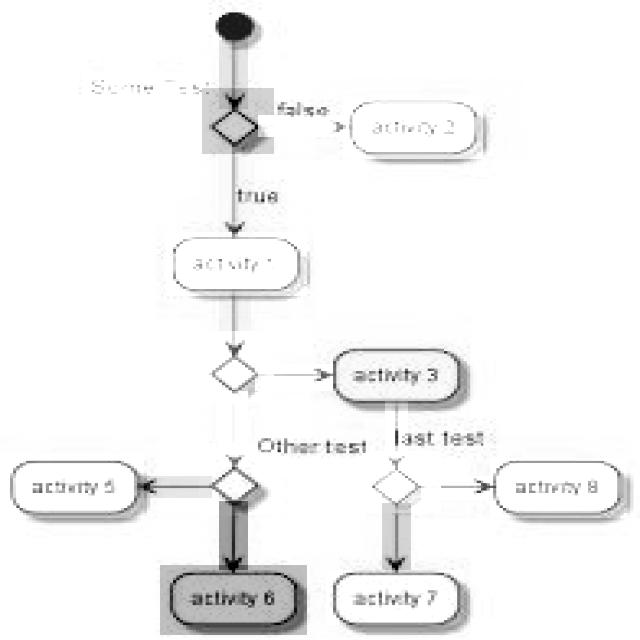 Some Test
false
activity 2
true
activity 1
activity 3
Other test
last test
activity 5
activity 8
activity 6
activity 7